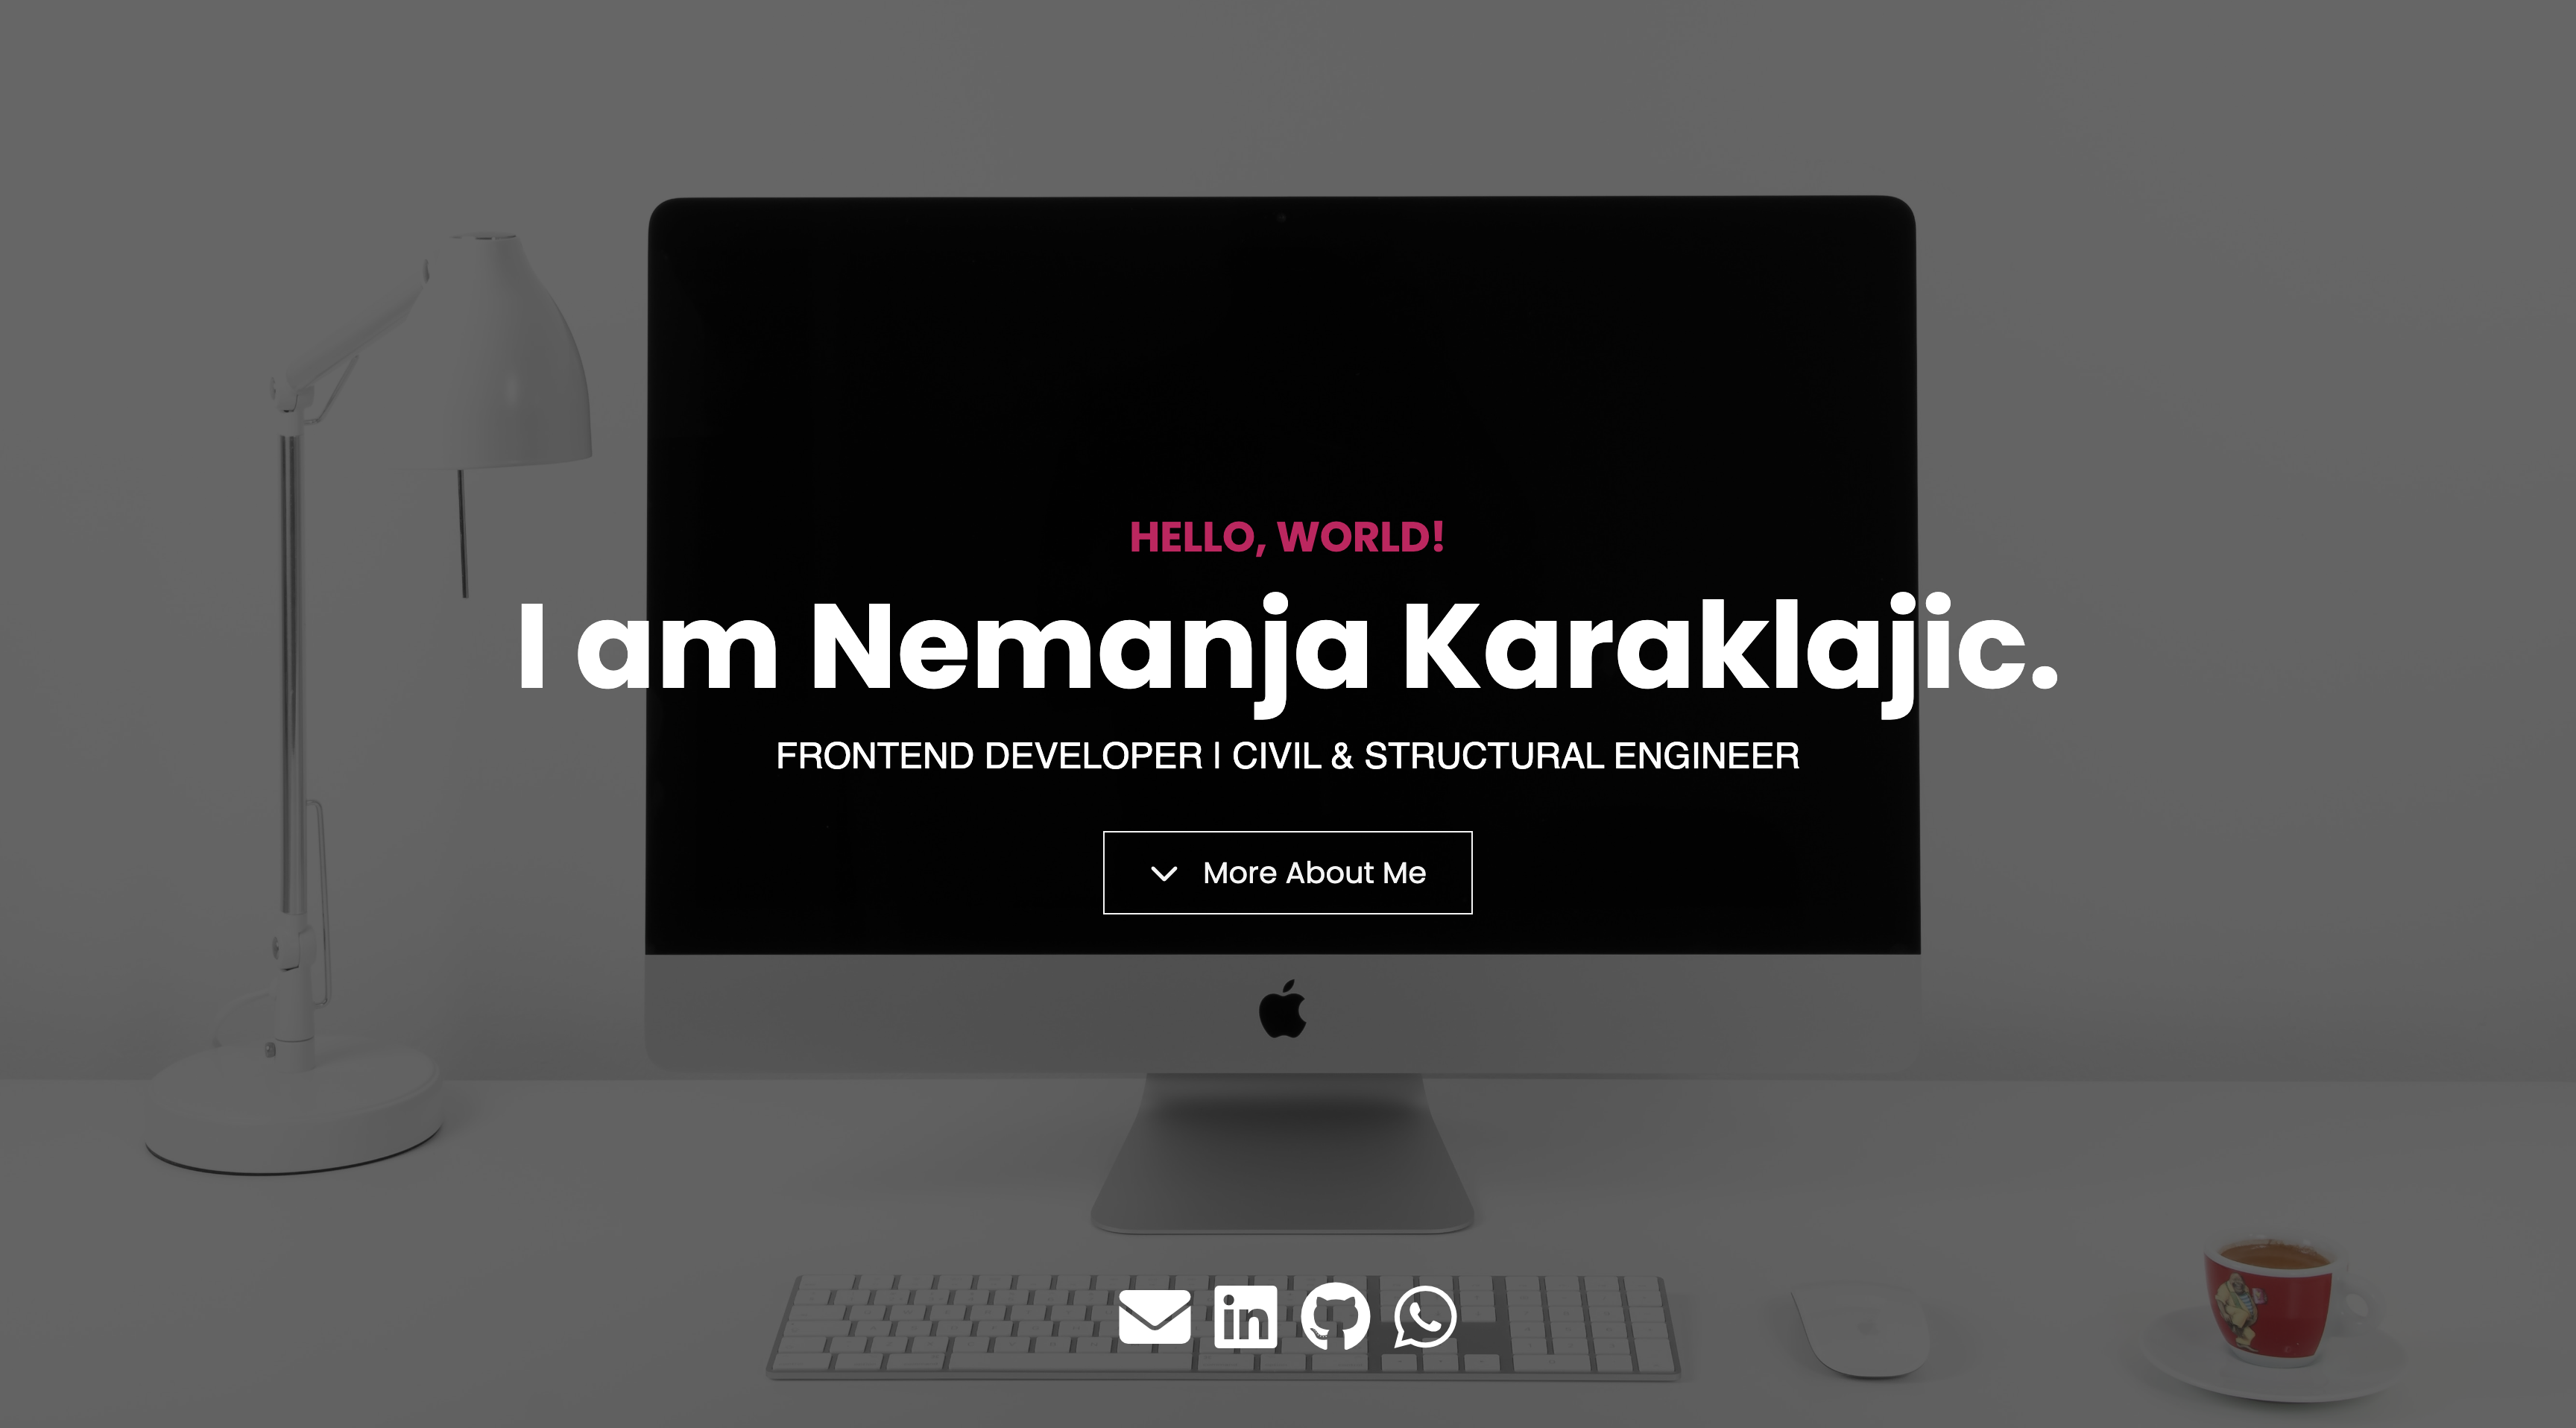 HELLO, WORLD!
I am Nemanja Karaklajic.
FRONTEND DEVELOPER | CIVIL & STRUCTURAL ENGINEER
More About Me
in